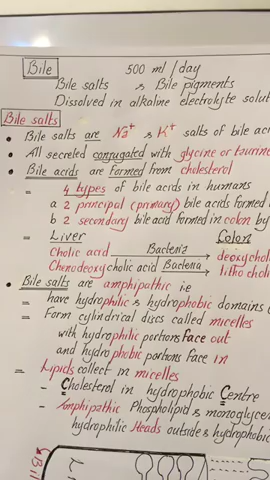 Bile 500 ml / day
Bile salts & Bile pigments
Dissolved in alkaline electrolyte solut
Bile salts
• Bile salts are Na+ & K+ salts of bile ac
• All secreted conjugated with glycine or taurine
• Bile acids are formed from cholesterol
= 4 types of bile acids in humans
a 2 principal (primary) bile acids formed
b 2 secondary bile acid formed in colon by
= Liver Colon
Cholic acid Bacteria deoxychol
Chenodeoxycholic acid Bacteria litho chol
• Bile salts are amphipathic ie
= have hydrophilic & hydrophobic domains
= Form cylindrical discs called micelles
with hydrophilic portions Face out
and hydrophobic portions Face in
= Lipids collect in micelles
- Cholesterol in hydrophobic Centre
- Amphipathic Phospholipid & monoglycer
hydrophilic Heads outside & hydrophobic